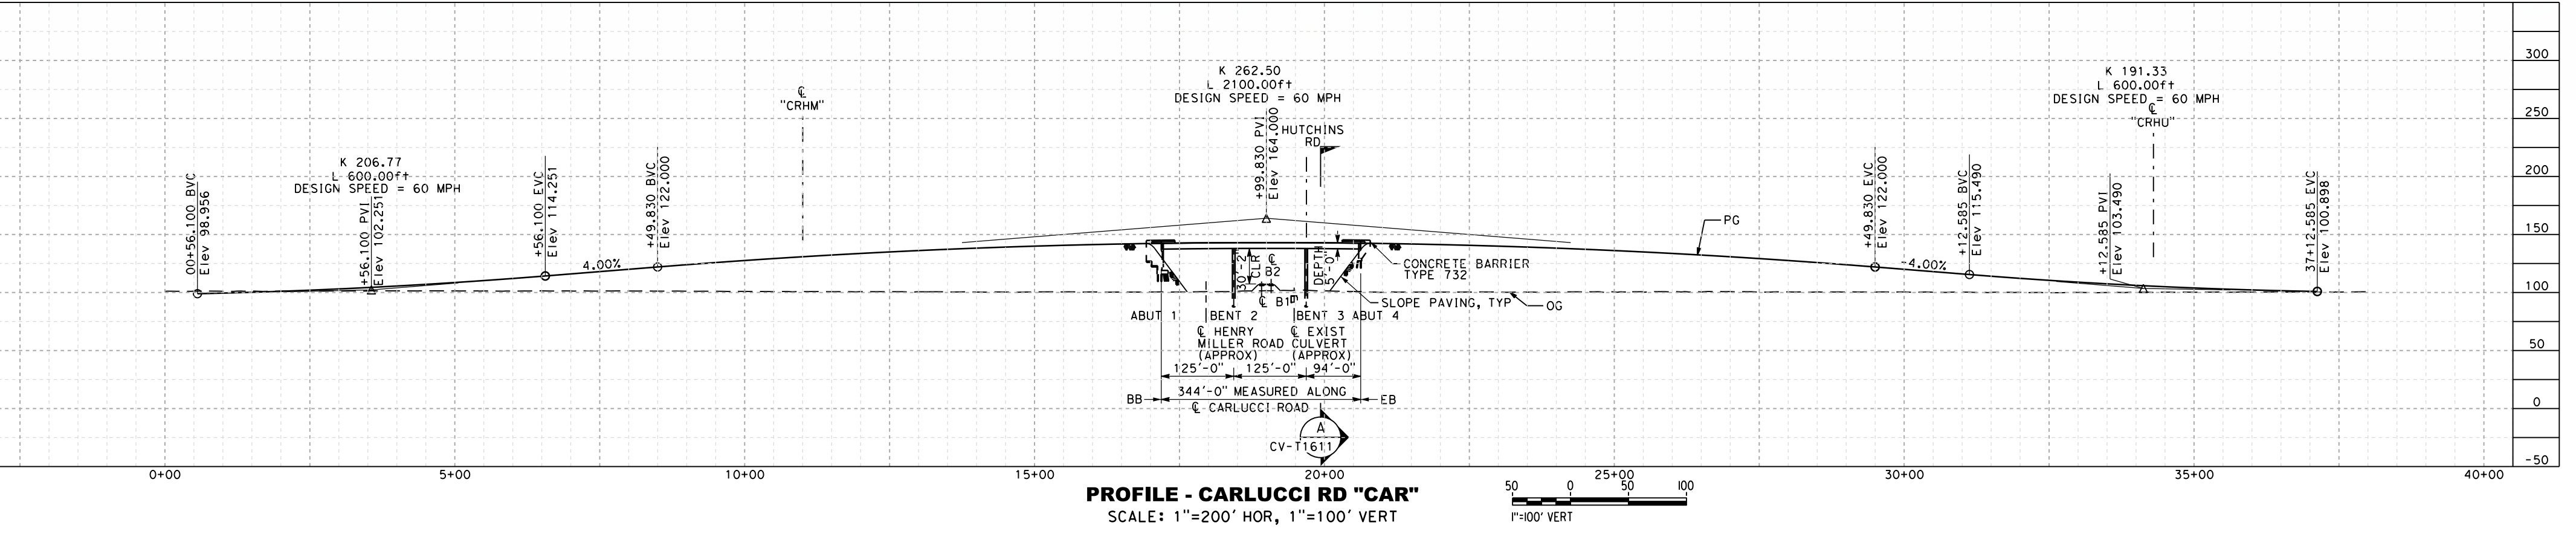 K 262.50
L 2100.00ft
DESIGN SPEED = 60 MPH
K 191.33
L 600.00ft
DESIGN SPEED = 60 MPH
℄
"CRHM"
℄
"CRHU"
HUTCHINS
RD
K 206.77
L 600.00ft
DESIGN SPEED = 60 MPH
00+56.100 BVC
Elev 98.956
+56.100 PVI
Elev 102.251
+56.100 EVC
Elev 114.251
+49.830 BVC
Elev 122.000
+99.830 PVI
Elev 164.000
+49.830 EVC
Elev 122.000
+12.585 BVC
Elev 115.490
+12.585 PVI
Elev 103.490
37+12.585 EVC
Elev 100.898
4.00%
-4.00%
PG
CONCRETE BARRIER
TYPE 732
SLOPE PAVING, TYP
OG
30'-2"
CLR
℄
B2
℄ B1
DEPTH
5'-0"
ABUT 1
BENT 2
BENT 3
ABUT 4
℄ HENRY
MILLER ROAD
(APPROX)
℄ EXIST
CULVERT
(APPROX)
125'-0"
125'-0"
94'-0"
344'-0" MEASURED ALONG
℄ CARLUCCI ROAD
BB
EB
A
CV-T1611
300
250
200
150
100
50
0
-50
0+00
5+00
10+00
15+00
20+00
25+00
30+00
35+00
40+00
PROFILE - CARLUCCI RD "CAR"
SCALE: 1"=200' HOR, 1"=100' VERT
50 0 50 100
1"=100' VERT